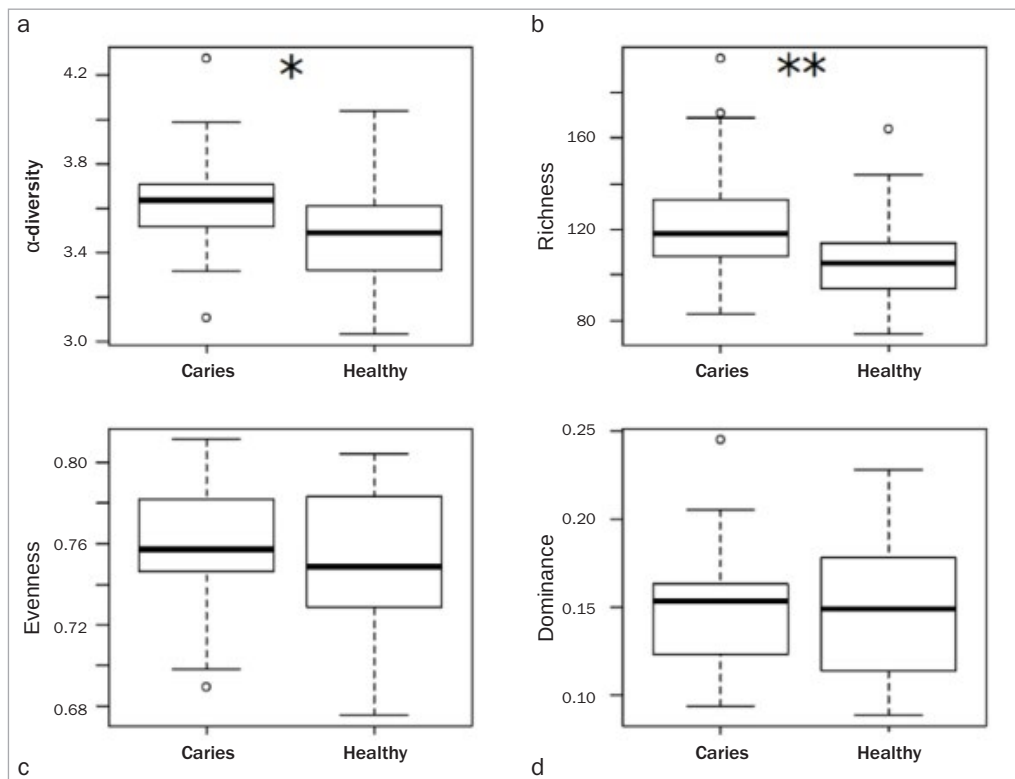 a
α-diversity
4.2
3.8
3.4
3.0
*
Caries Healthy
b
Richness
160
120
80
**
Caries Healthy
Evenness
0.80
0.76
0.72
0.68
Caries Healthy
c
Dominance
0.25
0.20
0.15
0.10
Caries Healthy
d